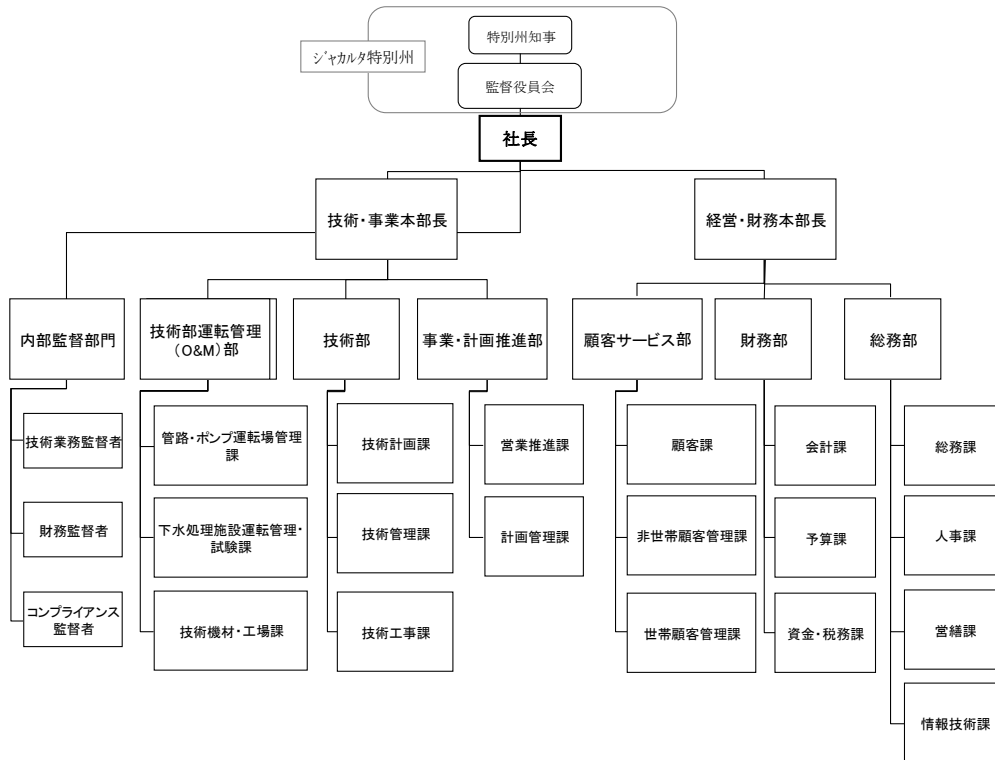 特別州知事
ジャカルタ特別州
監督役員会
社長
技術・事業本部長
経営・財務本部長
内部監督部門
技術部運転管理
（O&M）部
技術部
事業・計画推進部
顧客サービス部
財務部
総務部
技術業務監督者
管路・ポンプ運転場管理
課
技術計画課
営業推進課
顧客課
会計課
総務課
財務監督者
下水処理施設運転管理・
試験課
技術管理課
計画管理課
非世帯顧客管理課
予算課
人事課
コンプライアンス
監督者
技術機材・工場課
技術工事課
世帯顧客管理課
資金・税務課
営繕課
情報技術課